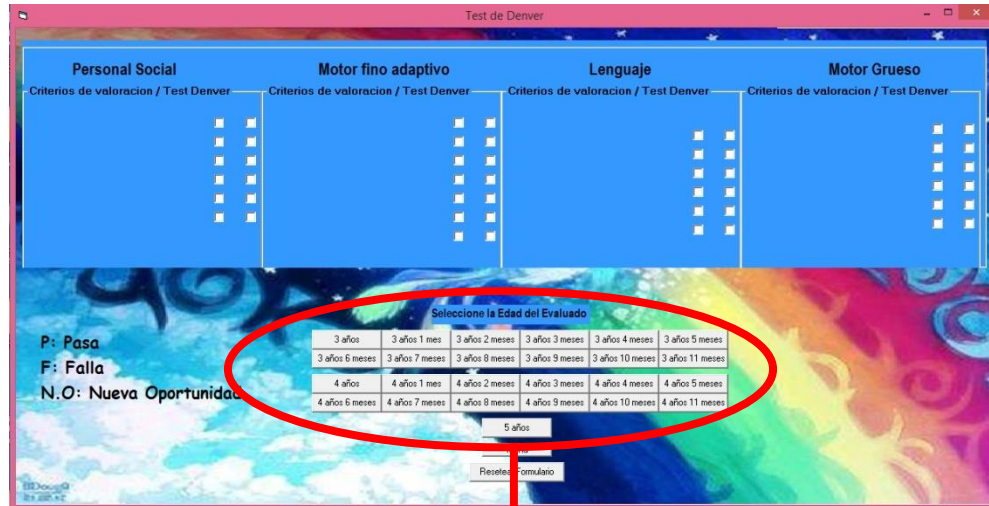 Test de Denver
Personal Social Motor fino adaptivo Lenguaje Motor Grueso
Criterios de valoracion / Test Denver Criterios de valoracion / Test Denver Criterios de valoracion / Test Denver Criterios de valoracion / Test Denver
Seleccione la Edad del Evaluado
P: Pasa
F: Falla
N.O: Nueva Oportunidad
3 años 3 años 1 mes 3 años 2 meses 3 años 3 meses 3 años 4 meses 3 años 5 meses
3 años 6 meses 3 años 7 meses 3 años 8 meses 3 años 9 meses 3 años 10 meses 3 años 11 meses
4 años 4 años 1 mes 4 años 2 meses 4 años 3 meses 4 años 4 meses 4 años 5 meses
4 años 6 meses 4 años 7 meses 4 años 8 meses 4 años 9 meses 4 años 10 meses 4 años 11 meses
5 años
Resetear Formulario